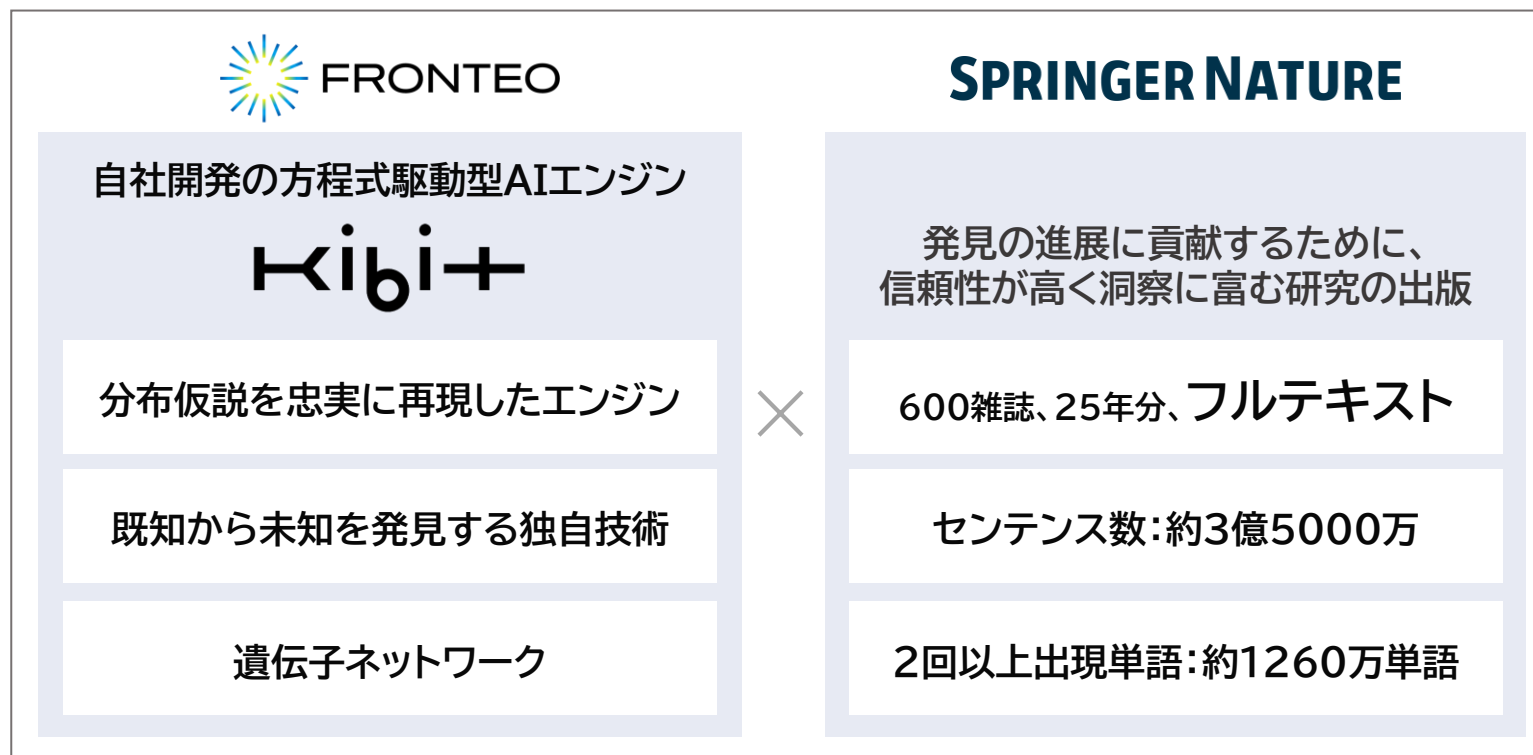 FRONTEO
自社開発の方程式駆動型AIエンジン
KIBIT
分布仮説を忠実に再現したエンジン
既知から未知を発見する独自技術
遺伝子ネットワーク
×
SPRINGER NATURE
発見の進展に貢献するために、
信頼性が高く洞察に富む研究の出版
600雑誌、25年分、フルテキスト
センテンス数：約3億5000万
2回以上出現単語：約1260万単語